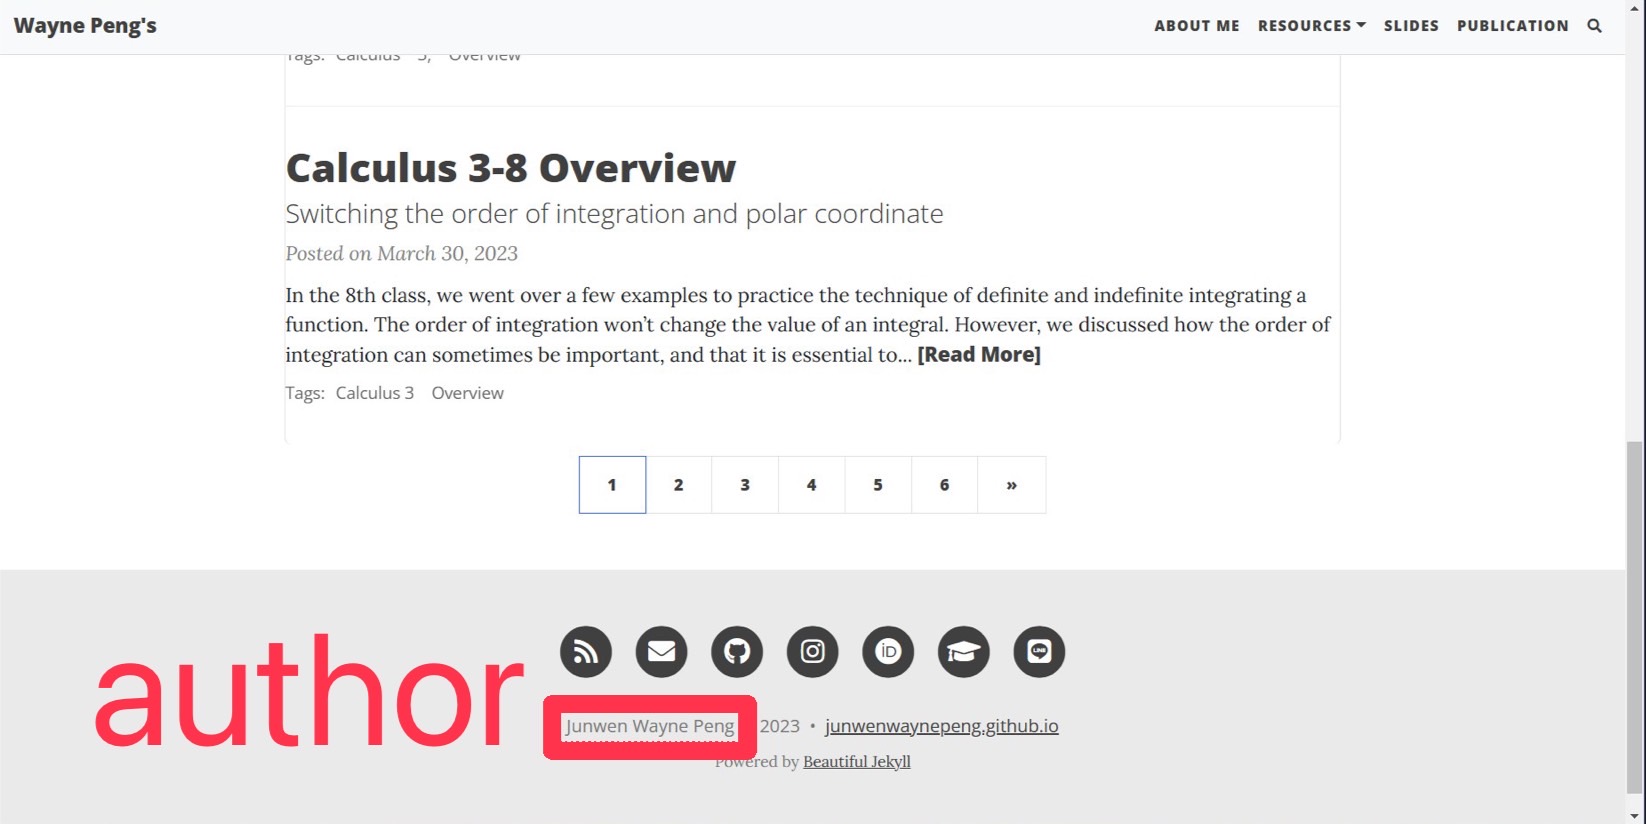 Wayne Peng's
ABOUT ME RESOURCES SLIDES PUBLICATION
Tags: Calculus 3, Overview
Calculus 3-8 Overview
Switching the order of integration and polar coordinate
Posted on March 30, 2023
In the 8th class, we went over a few examples to practice the technique of definite and indefinite integrating a
function. The order of integration won’t change the value of an integral. However, we discussed how the order of
integration can sometimes be important, and that it is essential to... [Read More]
Tags: Calculus 3 Overview
1 2 3 4 5 6 »
iD
LINE
author
Junwen Wayne Peng 2023 • junwenwaynepeng.github.io
Powered by Beautiful Jekyll